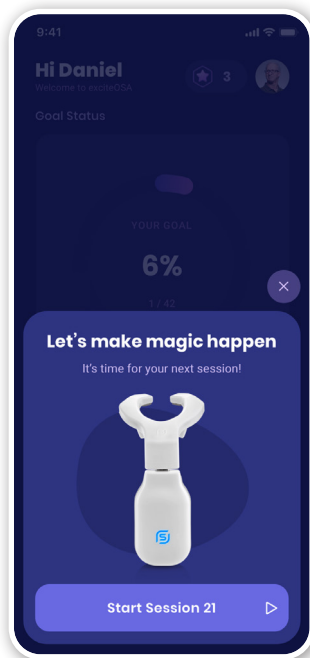 9:41
Hi Daniel
3
Welcome to exciteOSA
Goal Status
YOUR GOAL
6%
1 / 42
Let's make magic happen
It's time for your next session!
Start Session 21